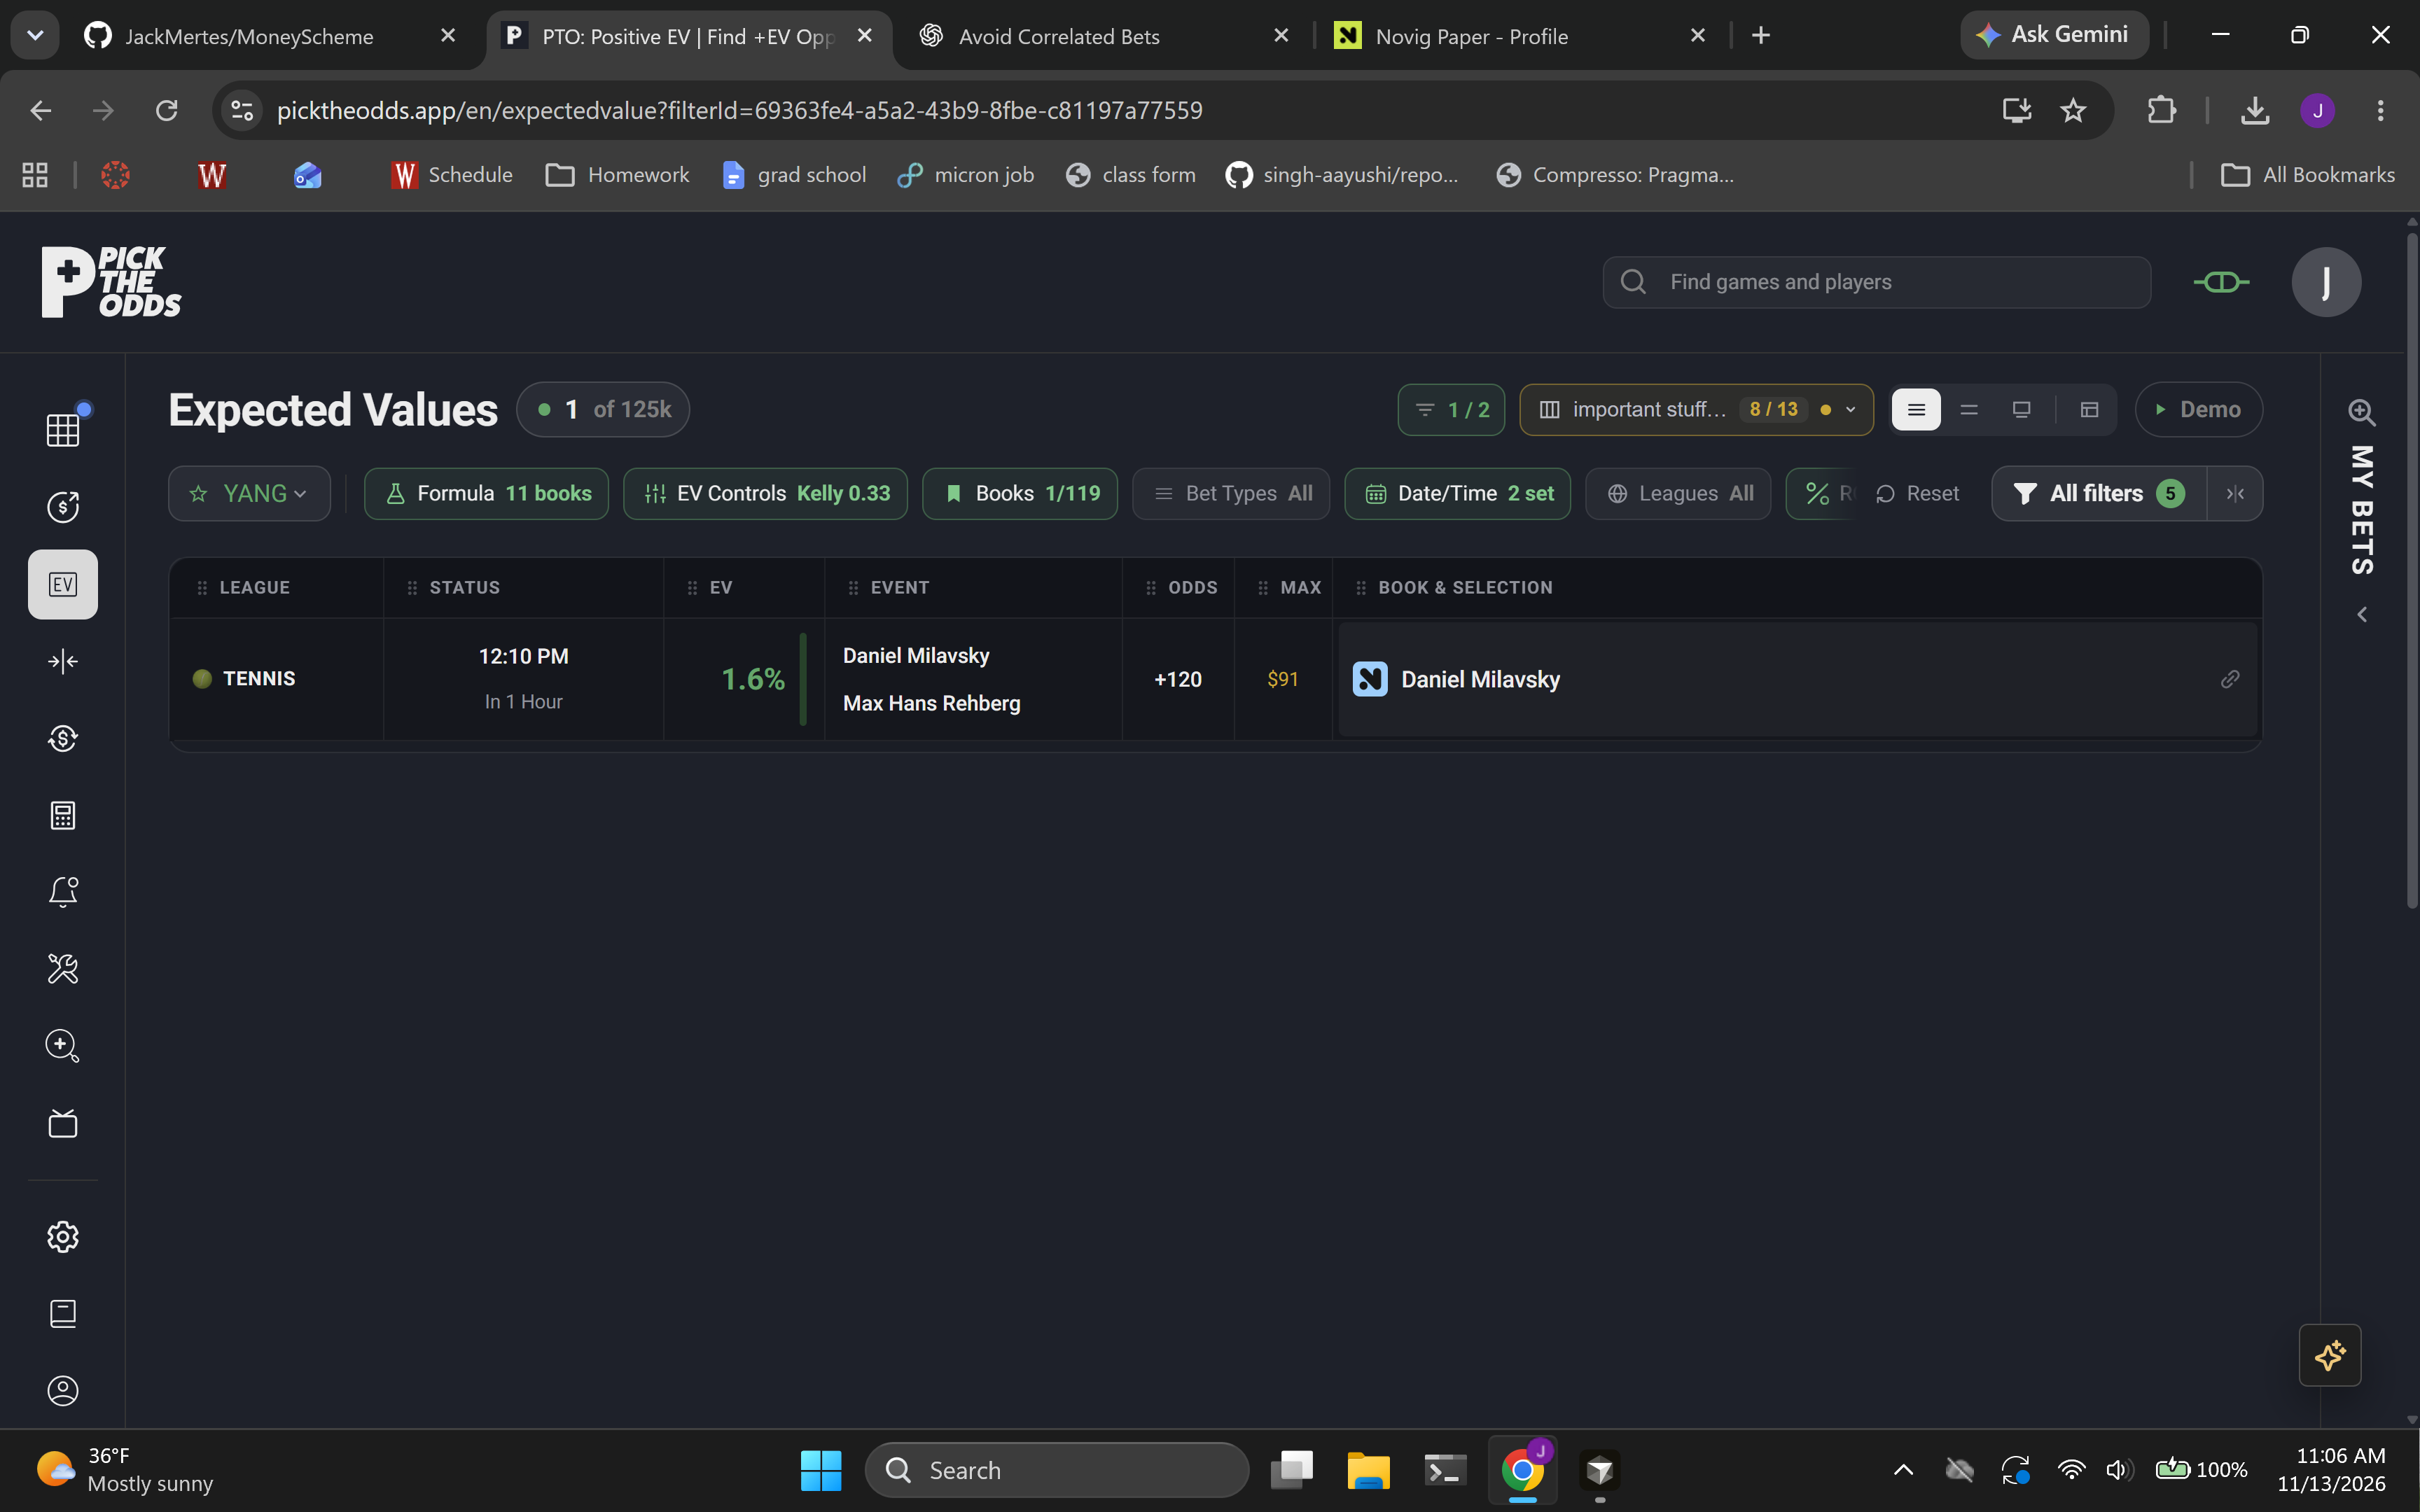 JackMertes/MoneyScheme
PTO: Positive EV | Find +EV Opp
Avoid Correlated Bets
Novig Paper - Profile
Ask Gemini
picktheodds.app/en/expectedvalue?filterId=69363fe4-a5a2-43b9-8fbe-c81197a77559
J
Schedule
Homework
grad school
micron job
class form
singh-aayushi/repo...
Compresso: Pragma...
All Bookmarks
PICK THE ODDS
Find games and players
J
Expected Values
1 of 125k
1 / 2
important stuff...
8 / 13
Demo
YANG
Formula 11 books
EV Controls Kelly 0.33
Books 1/119
Bet Types All
Date/Time 2 set
Leagues All
Reset
All filters 5
MY BETS
EV
LEAGUE
STATUS
EV
EVENT
ODDS
MAX
BOOK & SELECTION
TENNIS
12:10 PM
In 1 Hour
1.6%
Daniel Milavsky
Max Hans Rehberg
+120
$91
Daniel Milavsky
36°F
Mostly sunny
Search
J
100%
11:06 AM
11/13/2026